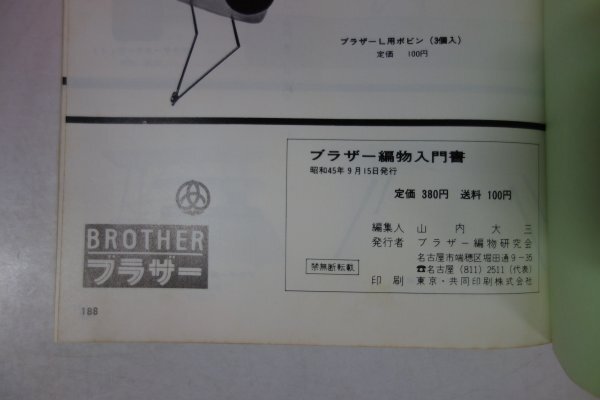 ブラザーL用ボビン (3個入)
定価 100円
ブラザー編物入門書
昭和45年9月15日発行
定価 380円 送料 100円
編集人 山内大三
発行者 ブラザー編物研究会
名古屋市瑞穂区堀田通9-35
☎名古屋 (811) 2511 (代表)
禁無断転載
印刷 東京・共同印刷株式会社
BROTHER
ブラザー
188